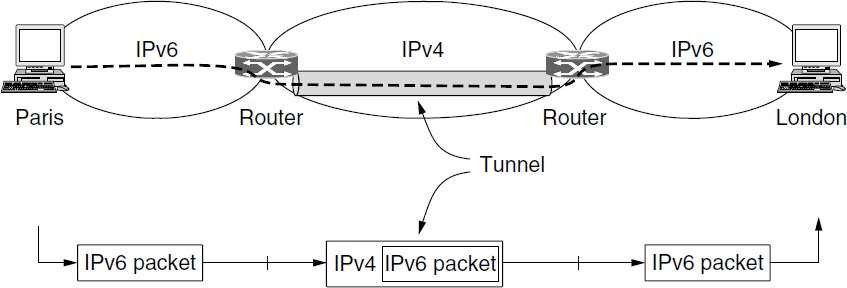 IPv6
IPv4
IPv6
Paris
Router
Router
London
Tunnel
IPv6 packet
IPv4 IPv6 packet
IPv6 packet